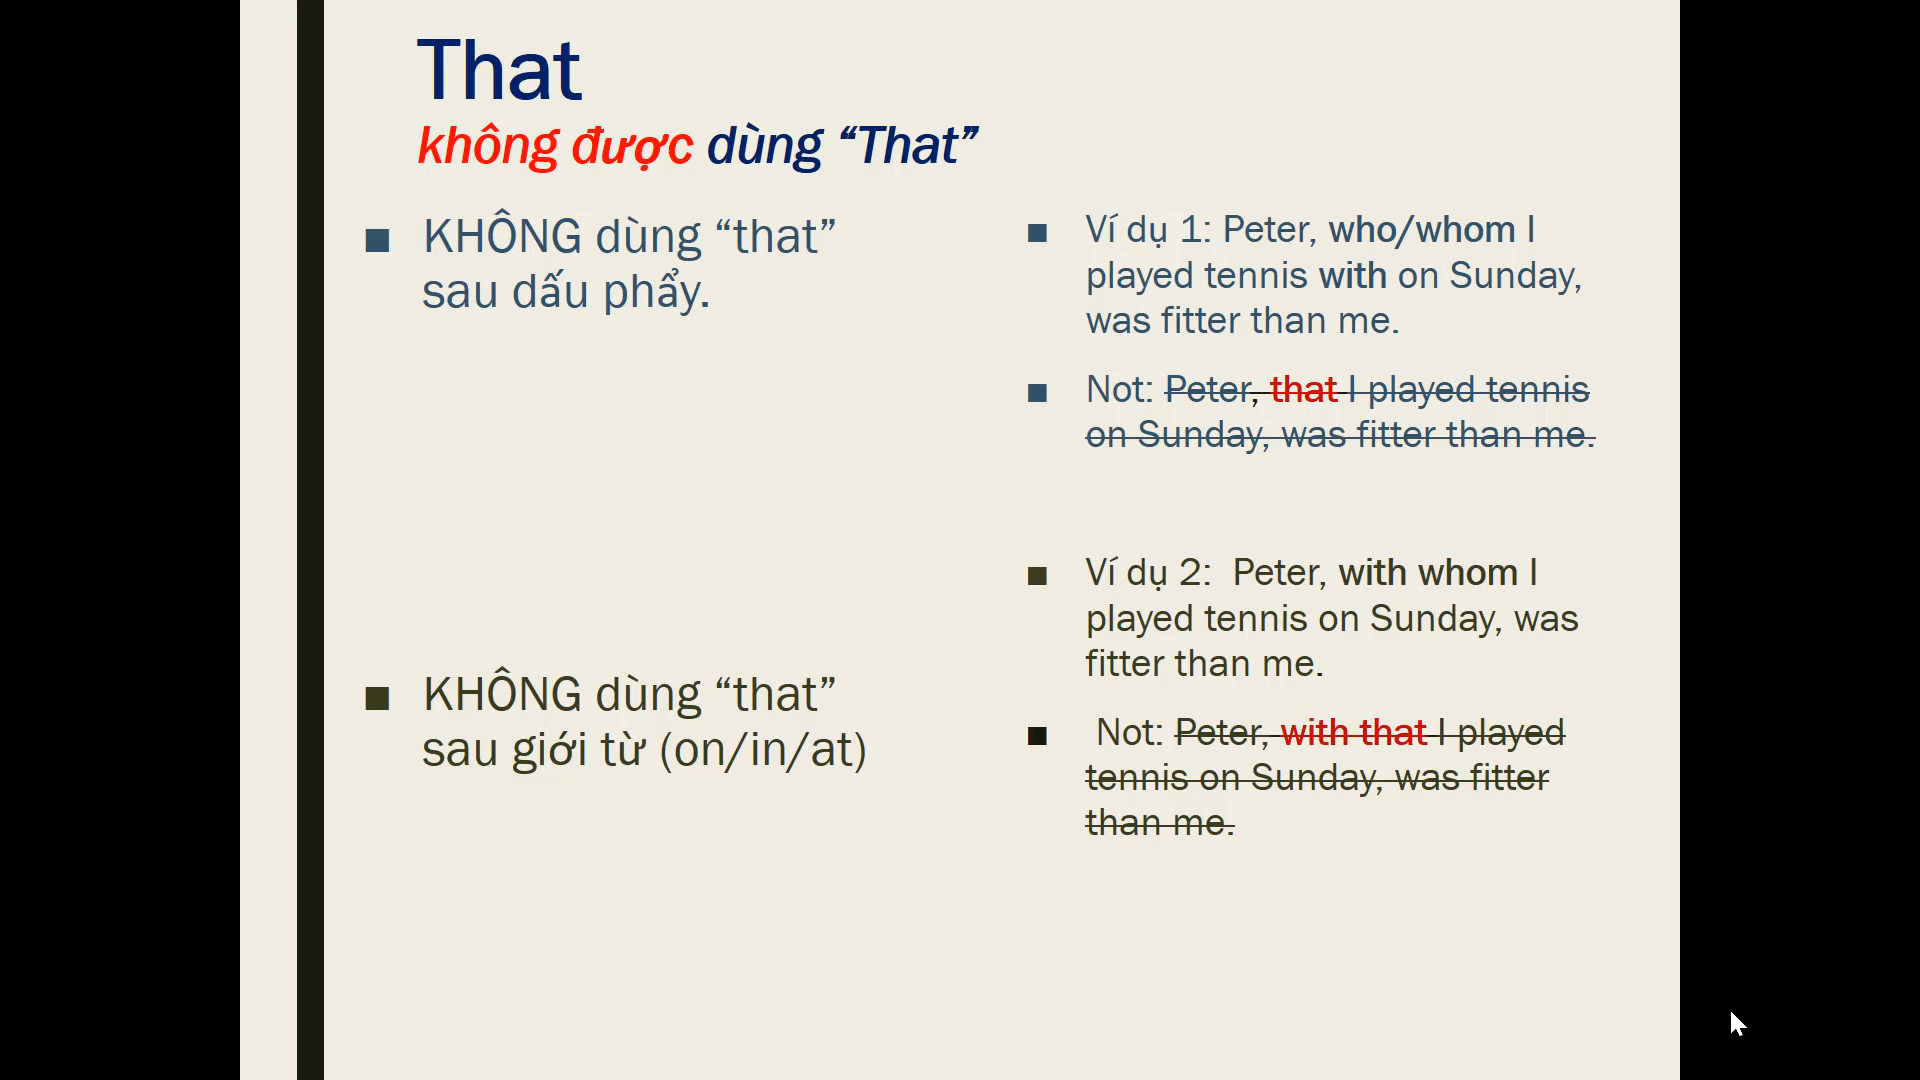 That
không được dùng “That”
■ KHÔNG dùng “that”
sau dấu phẩy.
■ KHÔNG dùng “that”
sau giới từ (on/in/at)
■ Ví dụ 1: Peter, who/whom I
played tennis with on Sunday,
was fitter than me.
■ Not: Peter, that I played tennis
on Sunday, was fitter than me.
■ Ví dụ 2: Peter, with whom I
played tennis on Sunday, was
fitter than me.
■ Not: Peter, with that I played
tennis on Sunday, was fitter
than me.